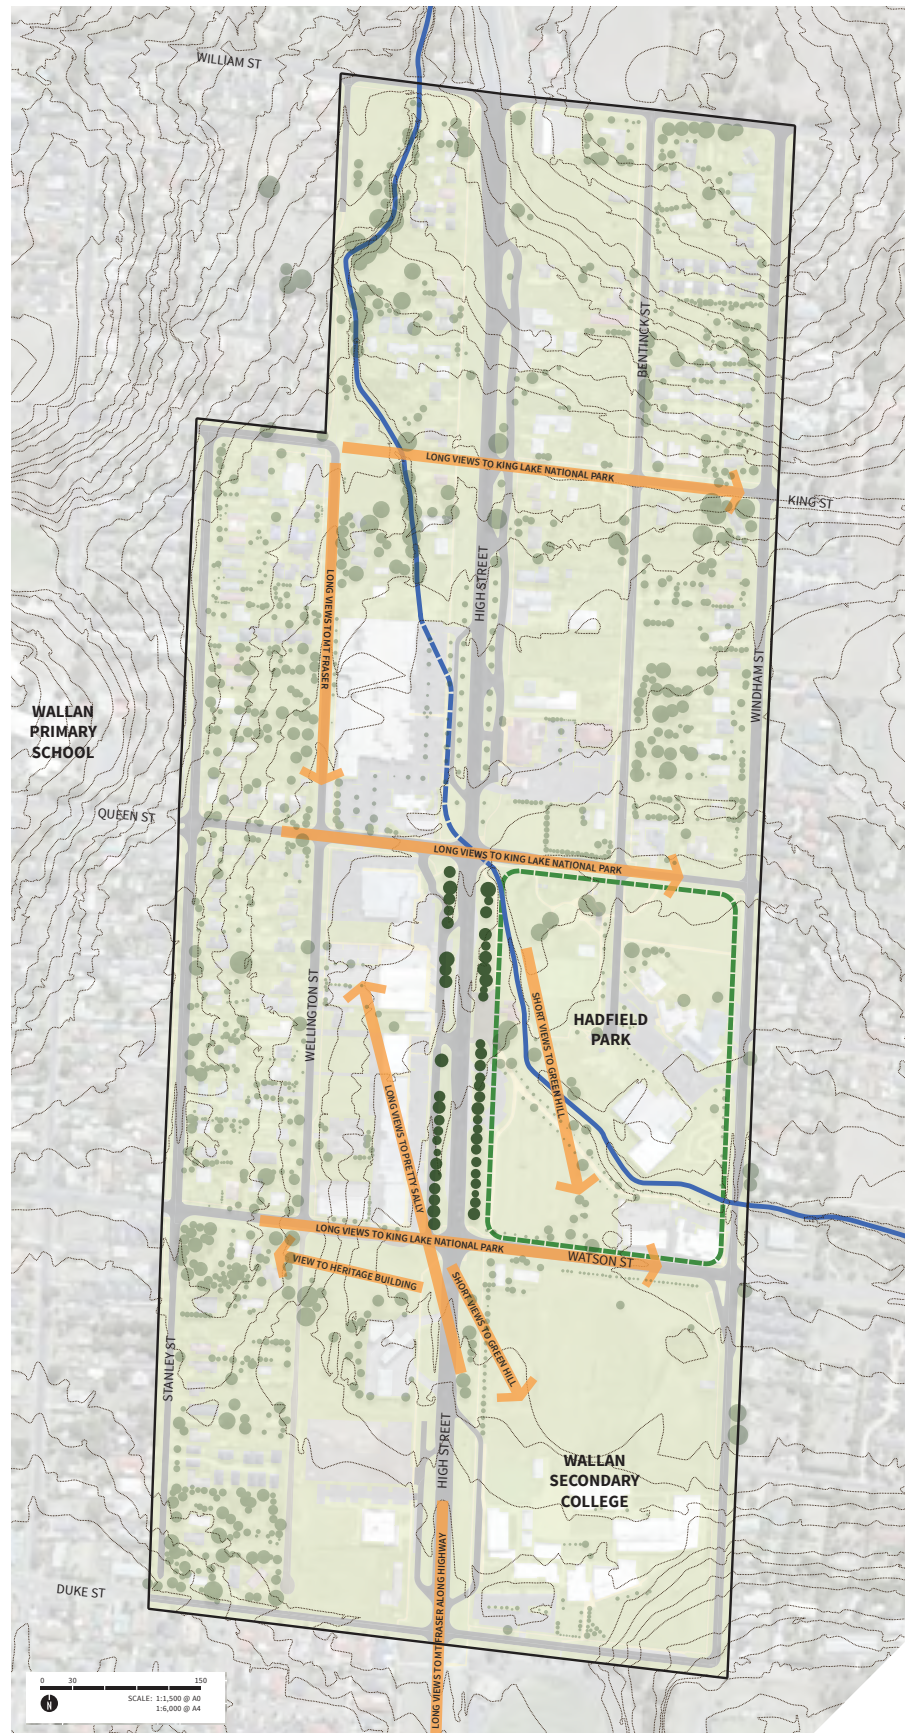 WILLIAM ST
BENTINCK ST
LONG VIEWS TO KING LAKE NATIONAL PARK
KING ST
HIGH STREET
LONG VIEWS TO MT FRASER
WINDHAM ST
WALLAN
PRIMARY
SCHOOL
QUEEN ST
LONG VIEWS TO KING LAKE NATIONAL PARK
WELLINGTON ST
SHORT VIEWS TO GREEN HILL
HADFIELD
PARK
LONG VIEWS TO PRETTY SALLY
LONG VIEWS TO KING LAKE NATIONAL PARK
WATSON ST
VIEW TO HERITAGE BUILDING
SHORT VIEWS TO GREEN HILL
STANLEY ST
HIGH STREET
WALLAN
SECONDARY
COLLEGE
DUKE ST
LONG VIEWS TO MT FRASER ALONG HIGHWAY
0 30 150
N
SCALE: 1:1,500 @ A0
1:6,000 @ A4